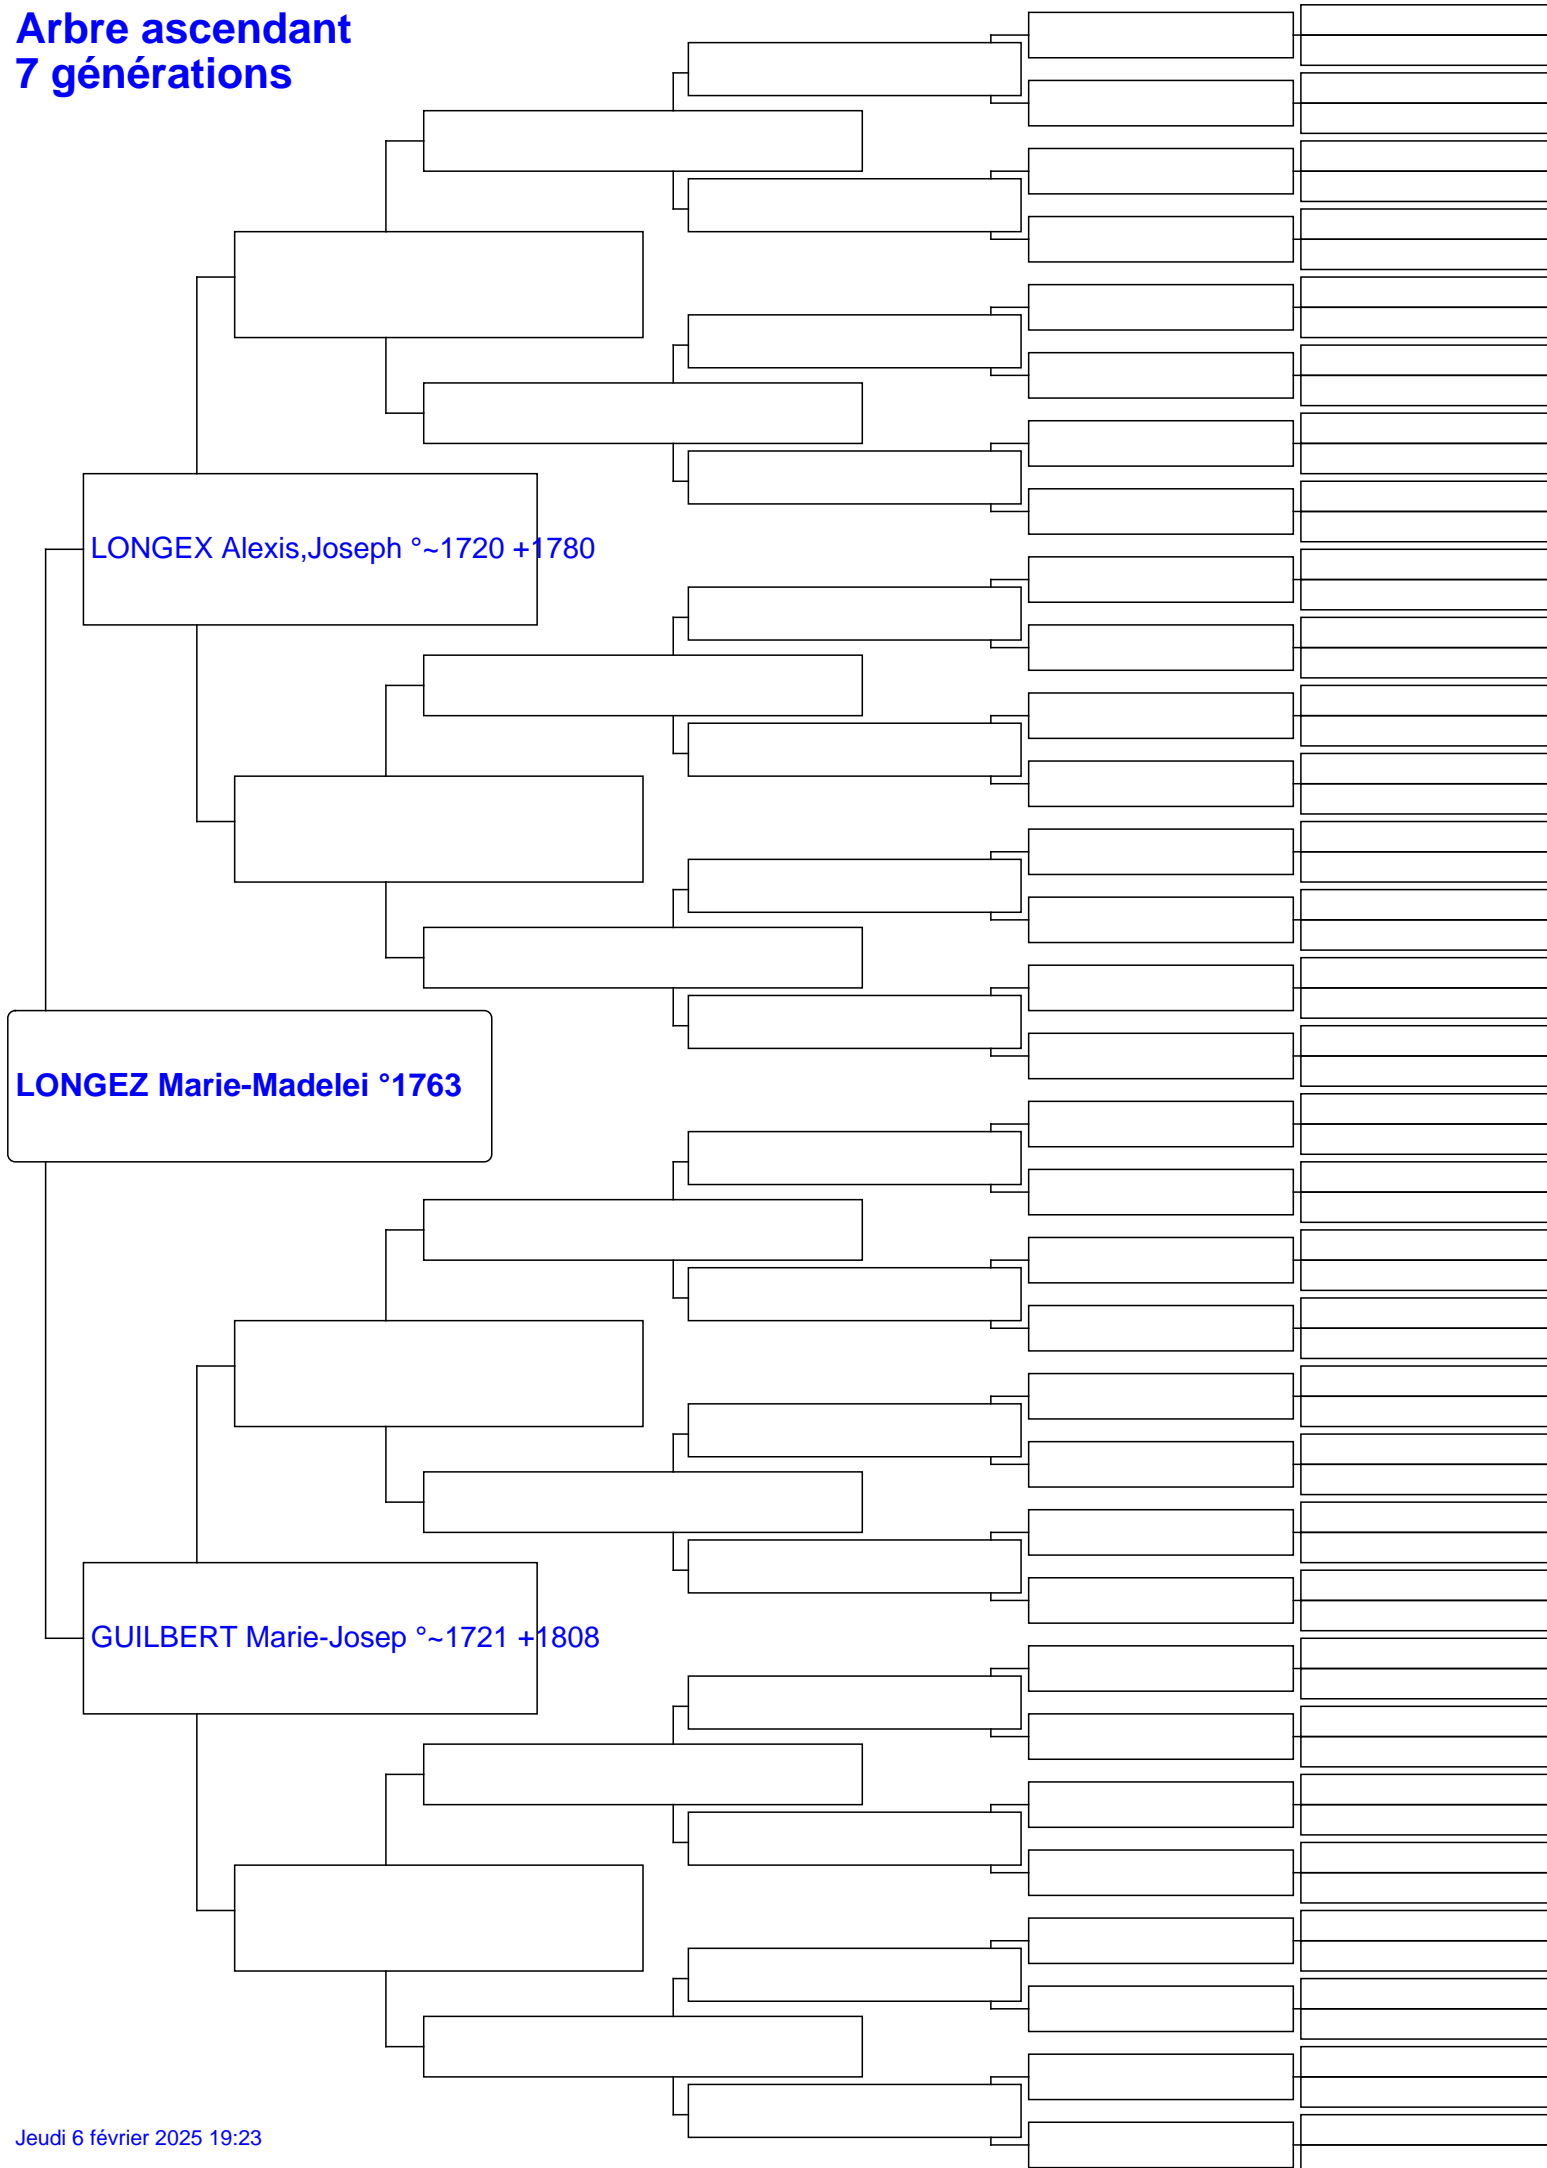 Arbre ascendant
7 générations
LONGEX Alexis,Joseph °~1720 +1780
LONGEZ Marie-Madelei °1763
GUILBERT Marie-Josep °~1721 +1808
Jeudi 6 février 2025 19:23